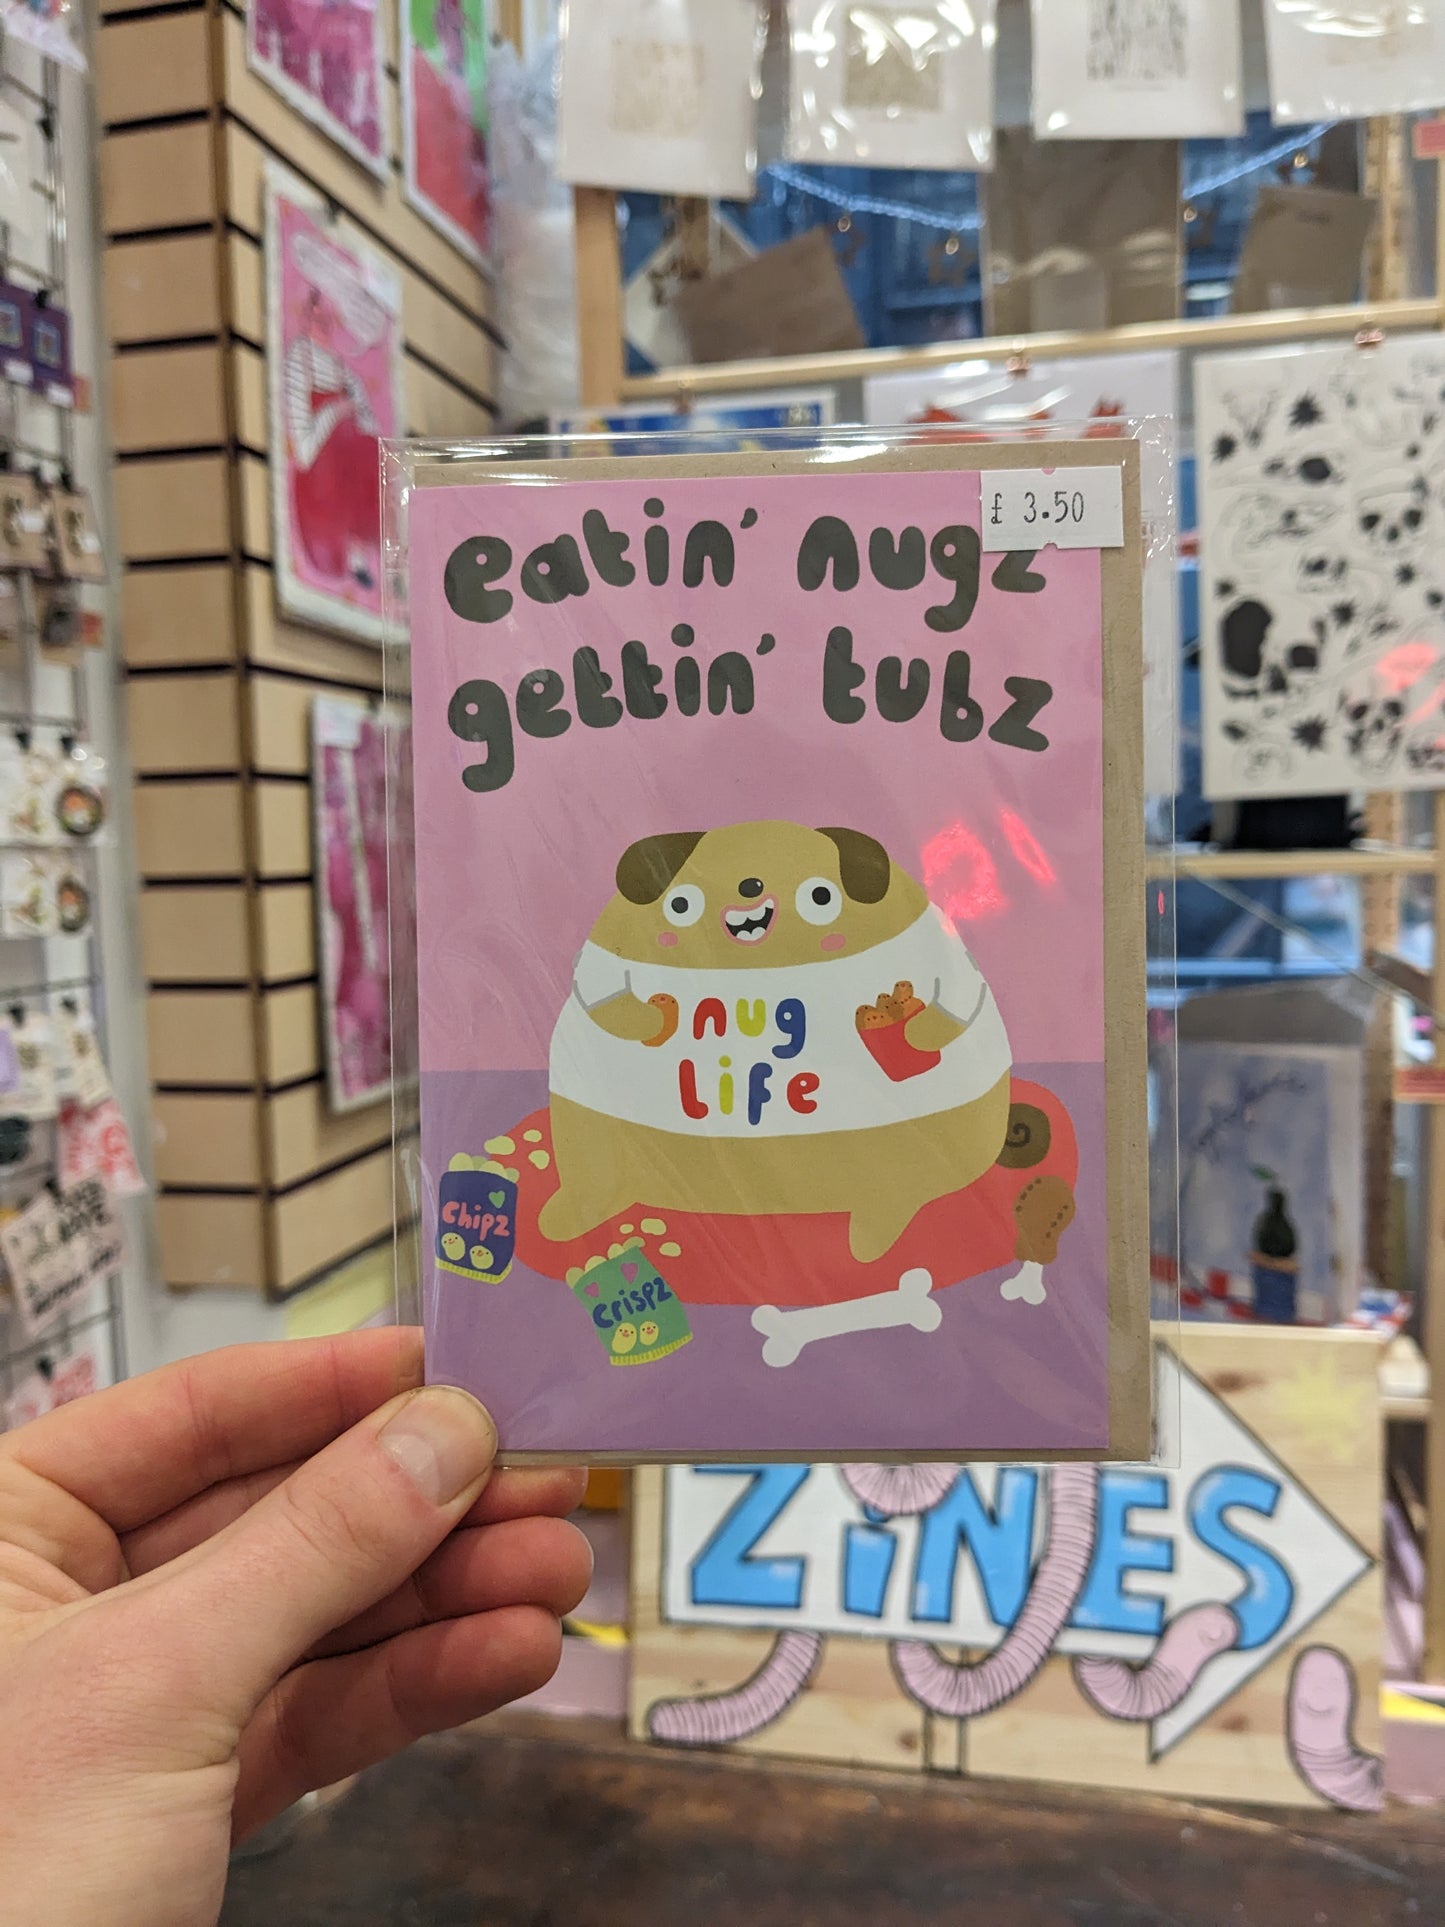 £ 3.50
eatin' nugz
gettin' tubz
nug
life
Chipz
Crispz
ZiNES